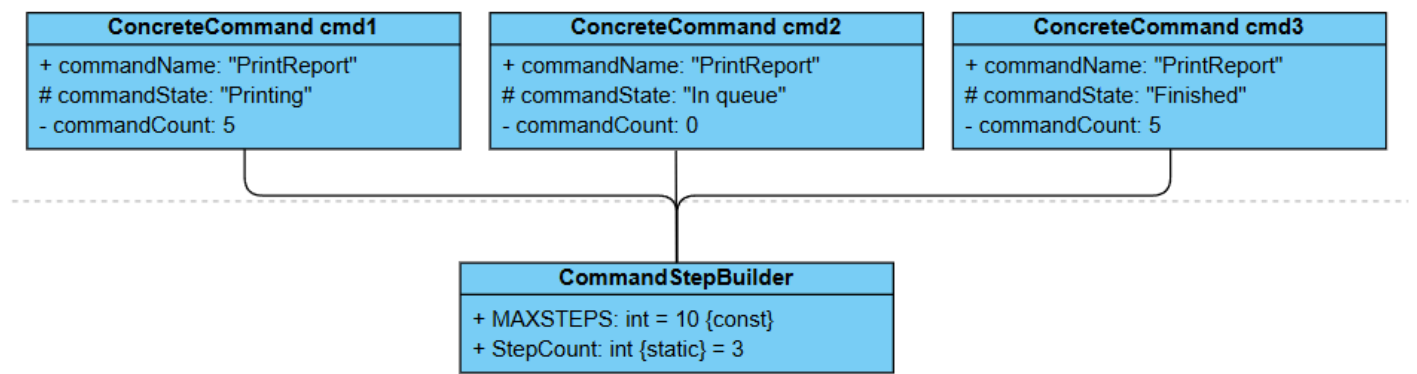 ConcreteCommand cmd1
+ commandName: "PrintReport"
# commandState: "Printing"
- commandCount: 5
ConcreteCommand cmd2
+ commandName: "PrintReport"
# commandState: "In queue"
- commandCount: 0
ConcreteCommand cmd3
+ commandName: "PrintReport"
# commandState: "Finished"
- commandCount: 5
CommandStepBuilder
+ MAXSTEPS: int = 10 {const}
+ StepCount: int {static} = 3